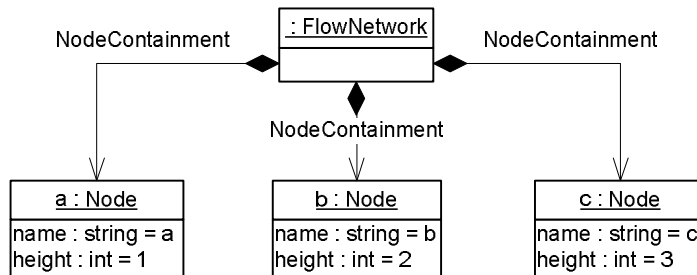 : FlowNetwork
NodeContainment
NodeContainment
NodeContainment
a : Node
name : string = a
height : int = 1
b : Node
name : string = b
height : int = 2
c : Node
name : string = c
height : int = 3